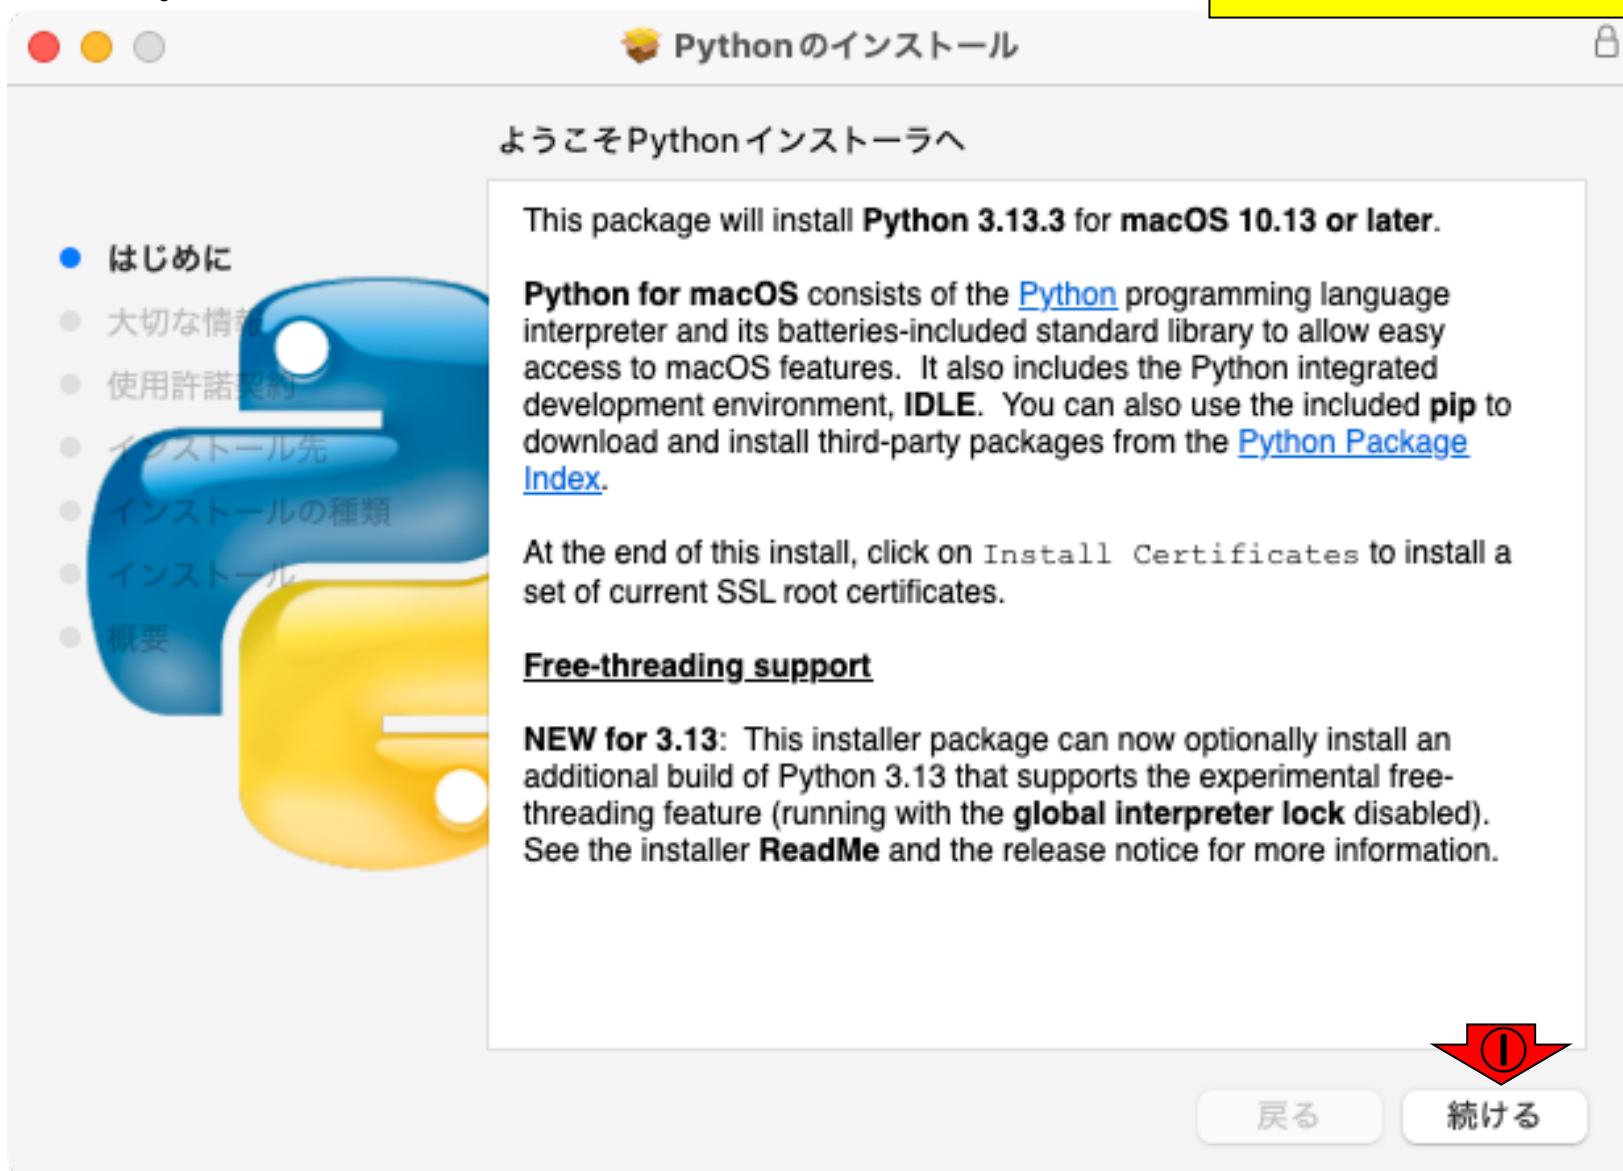 Pythonのインストール
ようこそPythonインストーラへ
はじめに
大切な情報
使用許諾契約
インストール先
インストールの種類
インストール
概要
This package will install Python 3.13.3 for macOS 10.13 or later.
Python for macOS consists of the Python programming language
interpreter and its batteries-included standard library to allow easy
access to macOS features.  It also includes the Python integrated
development environment, IDLE.  You can also use the included pip to
download and install third-party packages from the Python Package
Index.
At the end of this install, click on Install Certificates to install a
set of current SSL root certificates.
Free-threading support
NEW for 3.13:  This installer package can now optionally install an
additional build of Python 3.13 that supports the experimental free-
threading feature (running with the global interpreter lock disabled).
See the installer ReadMe and the release notice for more information.
①
戻る
続ける